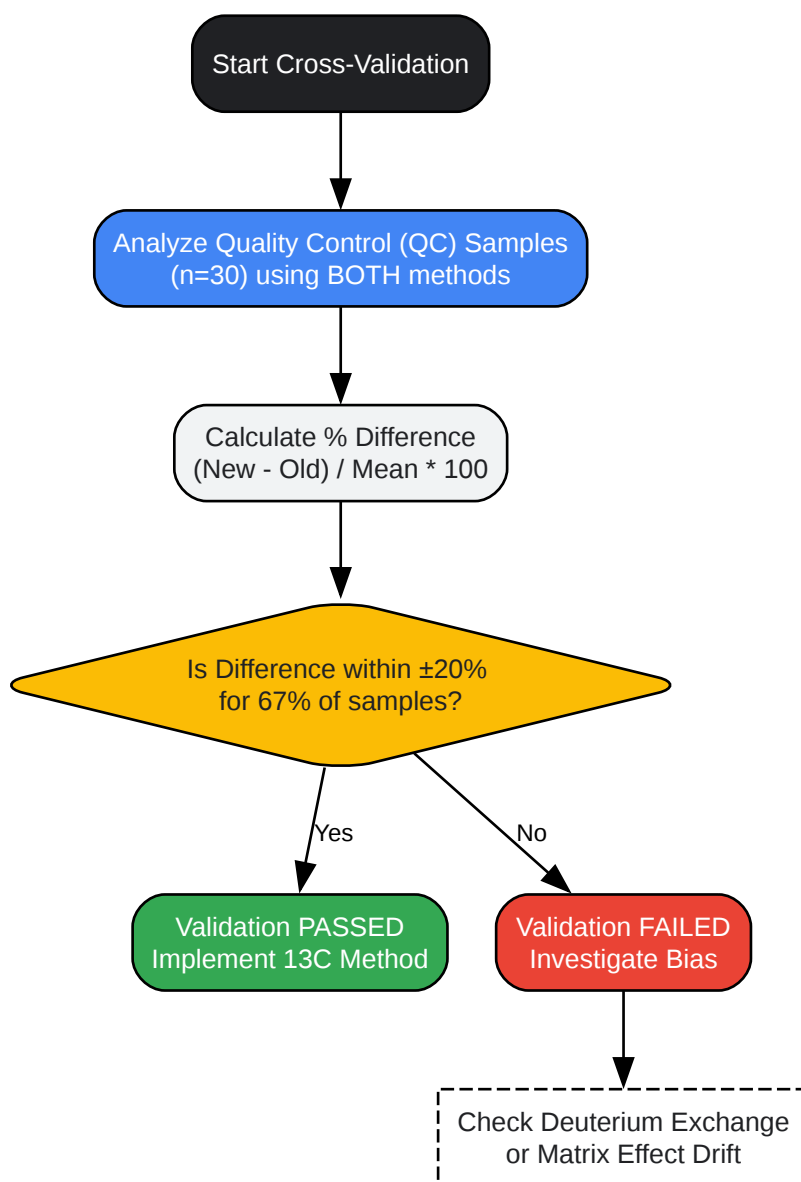 Start Cross-Validation
Analyze Quality Control (QC) Samples
(n=30) using BOTH methods
Calculate % Difference
(New - Old) / Mean * 100
Is Difference within ±20%
for 67% of samples?
Yes
No
Validation PASSED
Implement 13C Method
Validation FAILED
Investigate Bias
Check Deuterium Exchange
or Matrix Effect Drift